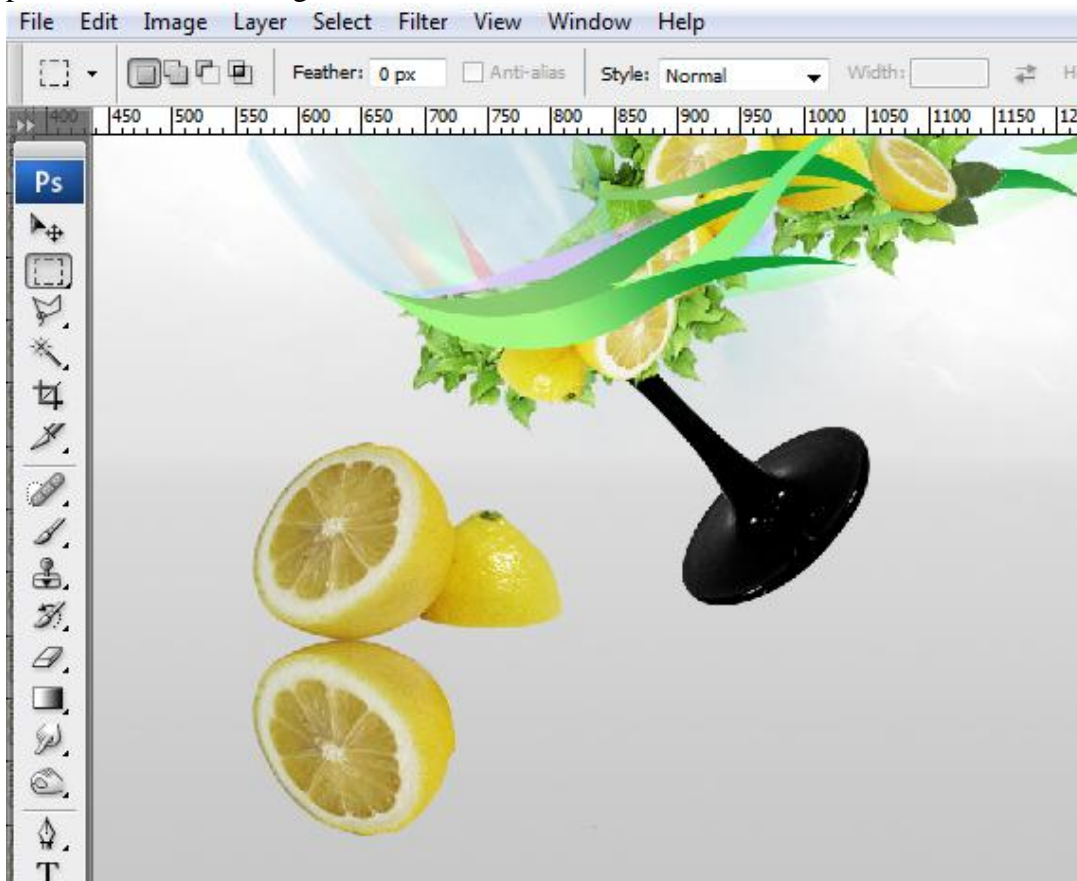 File Edit Image Layer Select Filter View Window Help
Feather: 0 px Anti-alias Style: Normal Width:
400 450 500 550 600 650 700 750 800 850 900 950 1000 1050 1100 1150
Ps
T